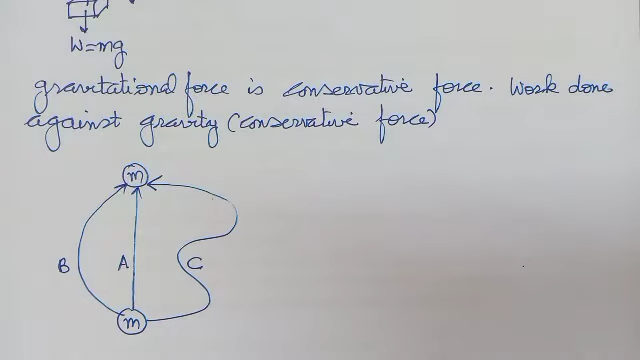 W=mg
gravitational force is conservative force. Work done
against gravity (conservative force)
m
B
A
C
m